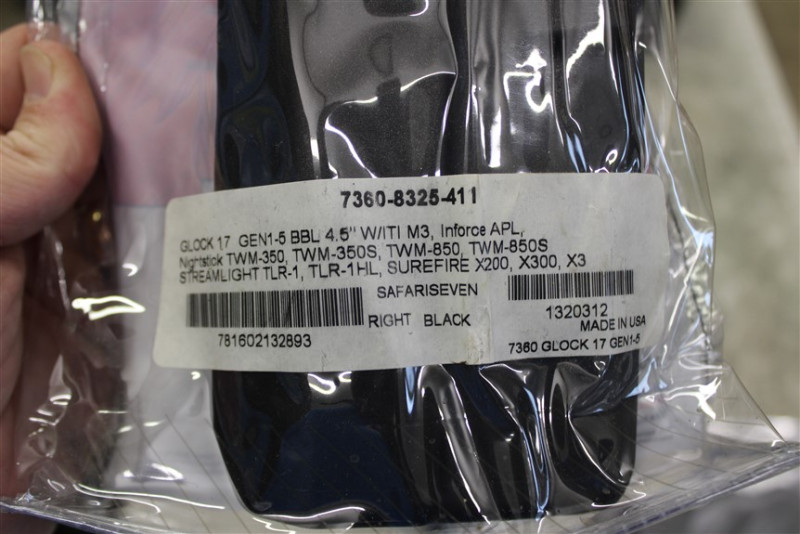 7360-8325-411
GLOCK 17 GEN1-5 BBL 4.5" W/ITI M3, Inforce APL,
Nightstick TWM-350, TWM-350S, TWM-850, TWM-850S
STREAMLIGHT TLR-1, TLR-1HL, SUREFIRE X200, X300, X3
SAFARISEVEN
RIGHT BLACK
781602132893
1320312
MADE IN USA
7360 GLOCK 17 GEN1-5